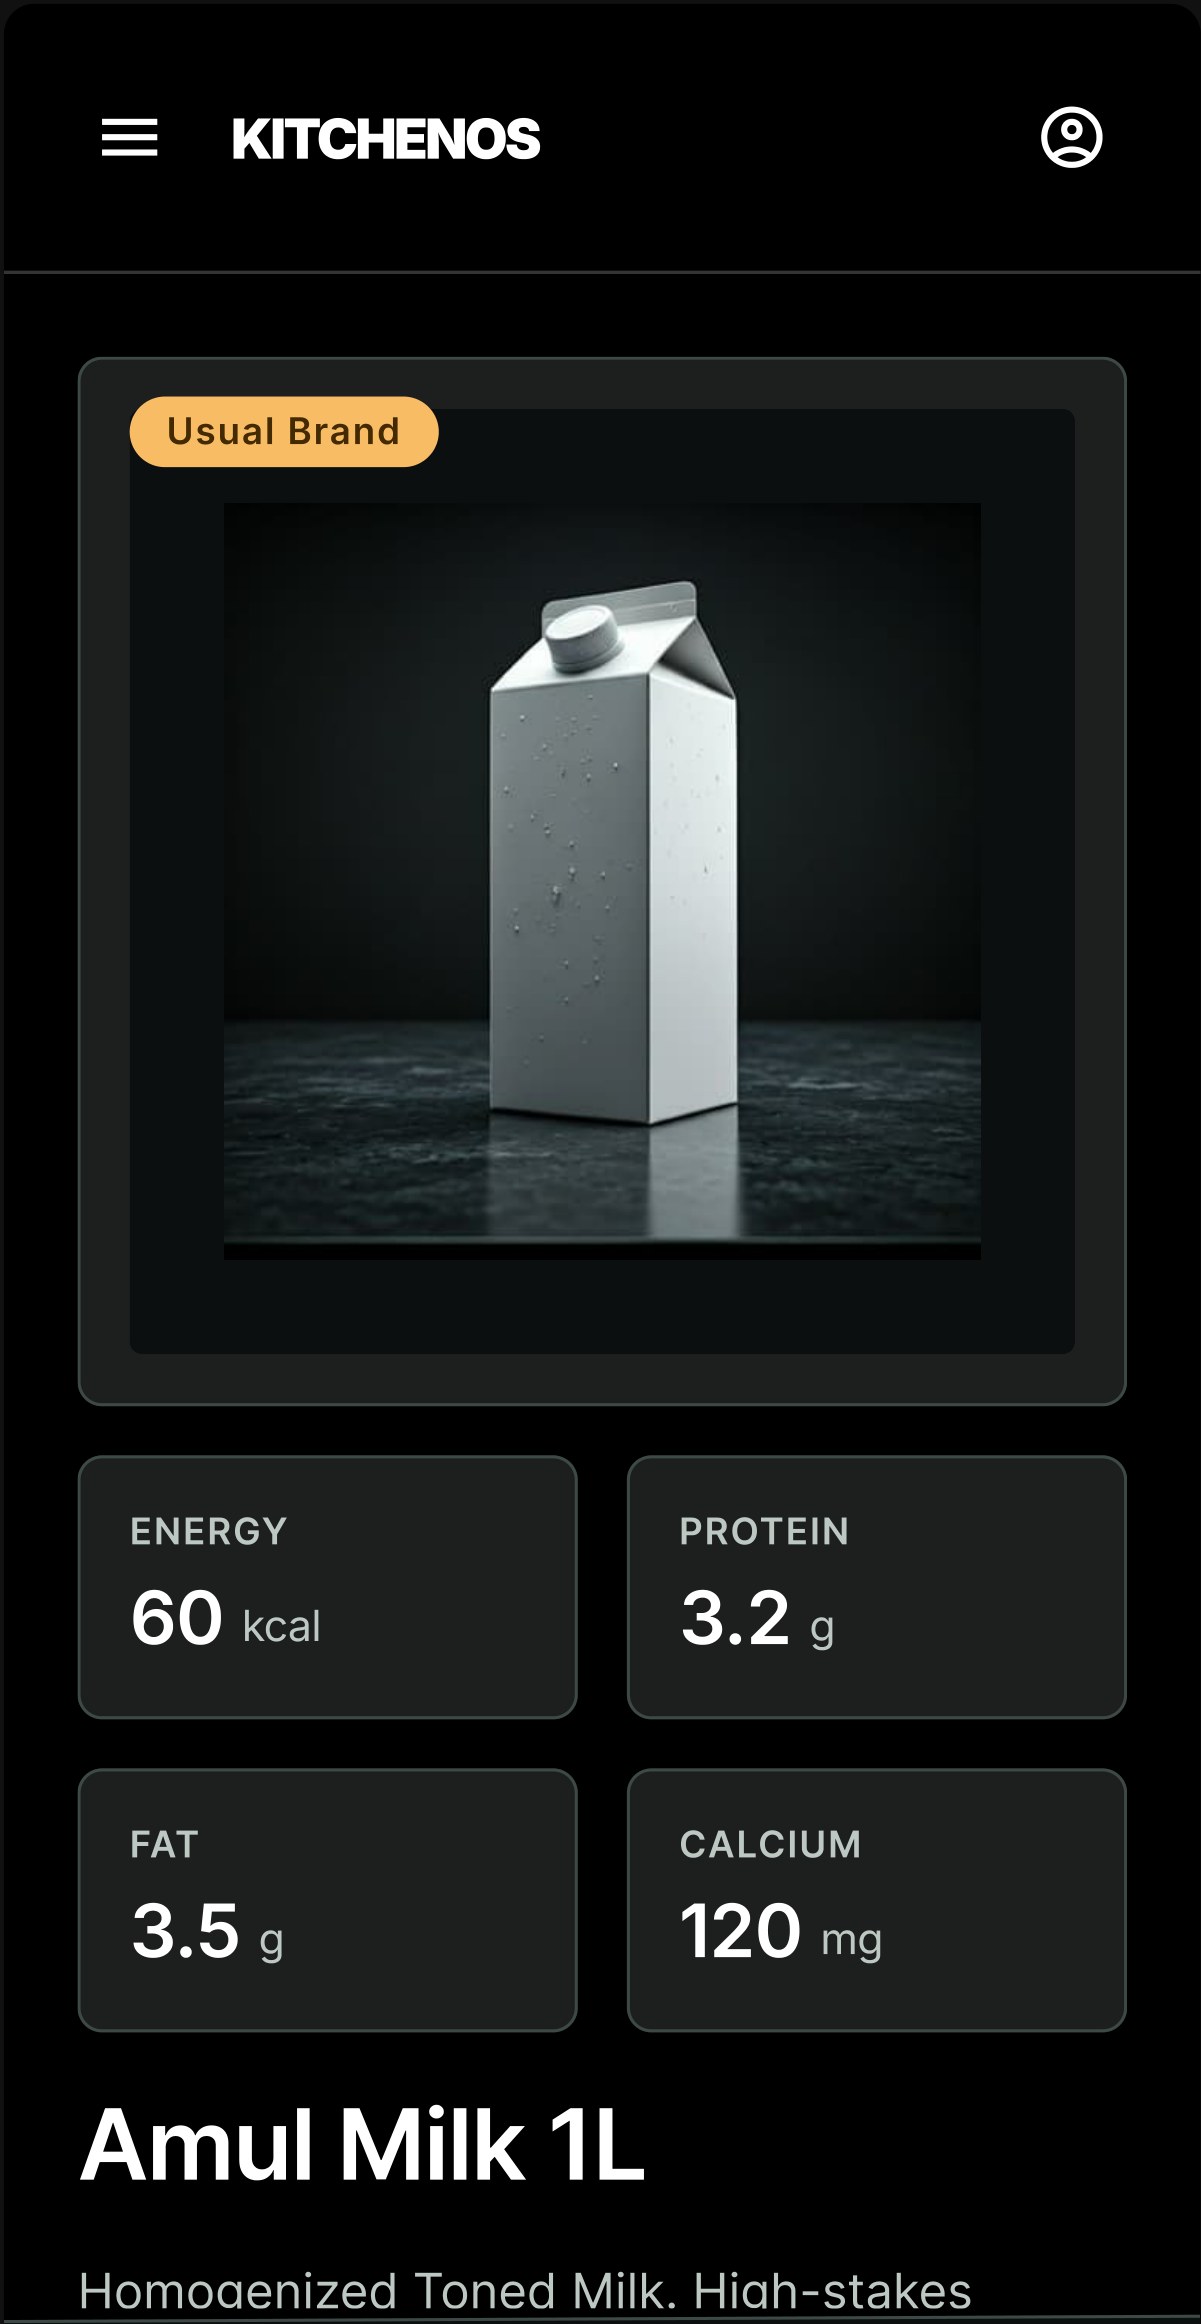 KITCHENOS
Usual Brand
ENERGY
60 kcal
PROTEIN
3.2 g
FAT
3.5 g
CALCIUM
120 mg
Amul Milk 1L
Homogenized Toned Milk. High-stakes